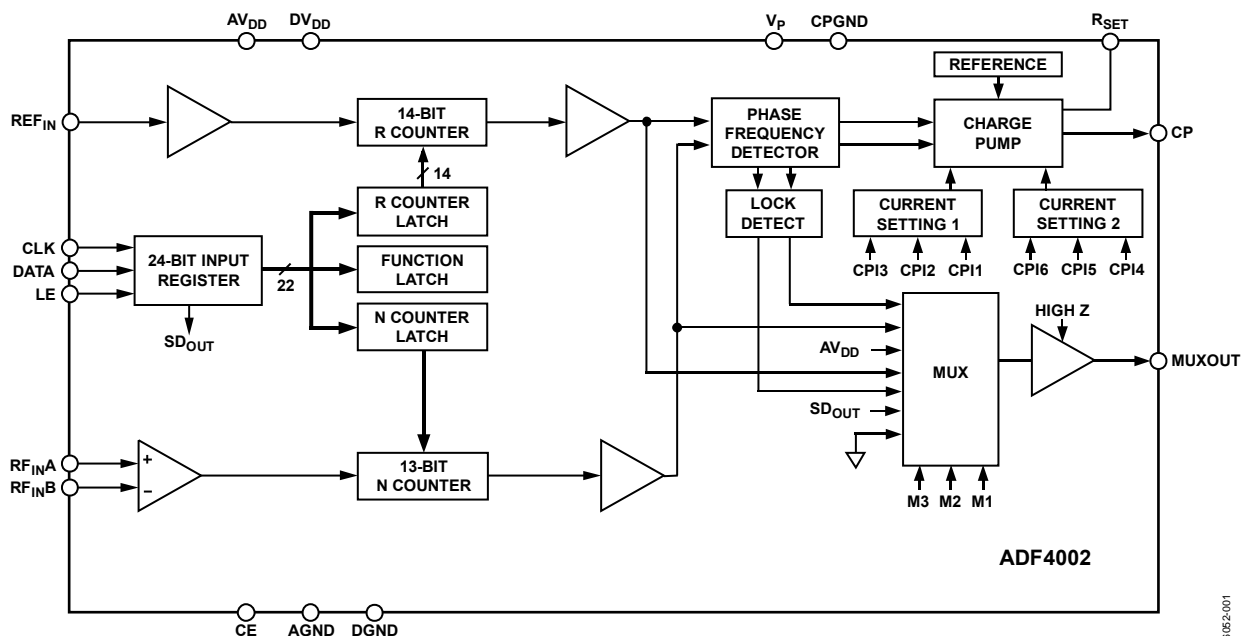 AVDD
DVDD
VP
CPGND
RSET
REFERENCE
REFIN
14-BIT
R COUNTER
PHASE
FREQUENCY
DETECTOR
CHARGE
PUMP
CP
14
R COUNTER
LATCH
LOCK
DETECT
CURRENT
SETTING 1
CURRENT
SETTING 2
CLK
DATA
LE
24-BIT INPUT
REGISTER
22
FUNCTION
LATCH
CPI3
CPI2
CPI1
CPI6
CPI5
CPI4
N COUNTER
LATCH
SDOUT
HIGH Z
AVDD
MUX
MUXOUT
SDOUT
RFINA
RFINB
+
−
13-BIT
N COUNTER
M3
M2
M1
ADF4002
CE
AGND
DGND